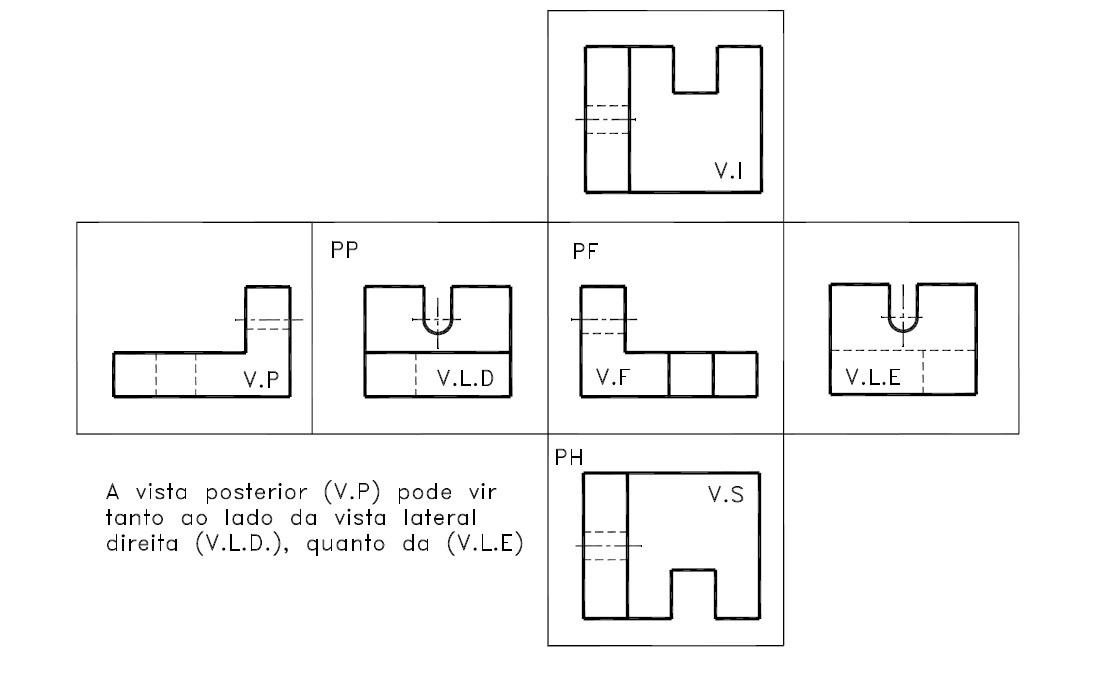 V.I
PP
PF
V.P
V.L.D
V.F
V.L.E
PH
V.S
A vista posterior (V.P) pode vir
tanto ao lado da vista lateral
direita (V.L.D.), quanto da (V.L.E)